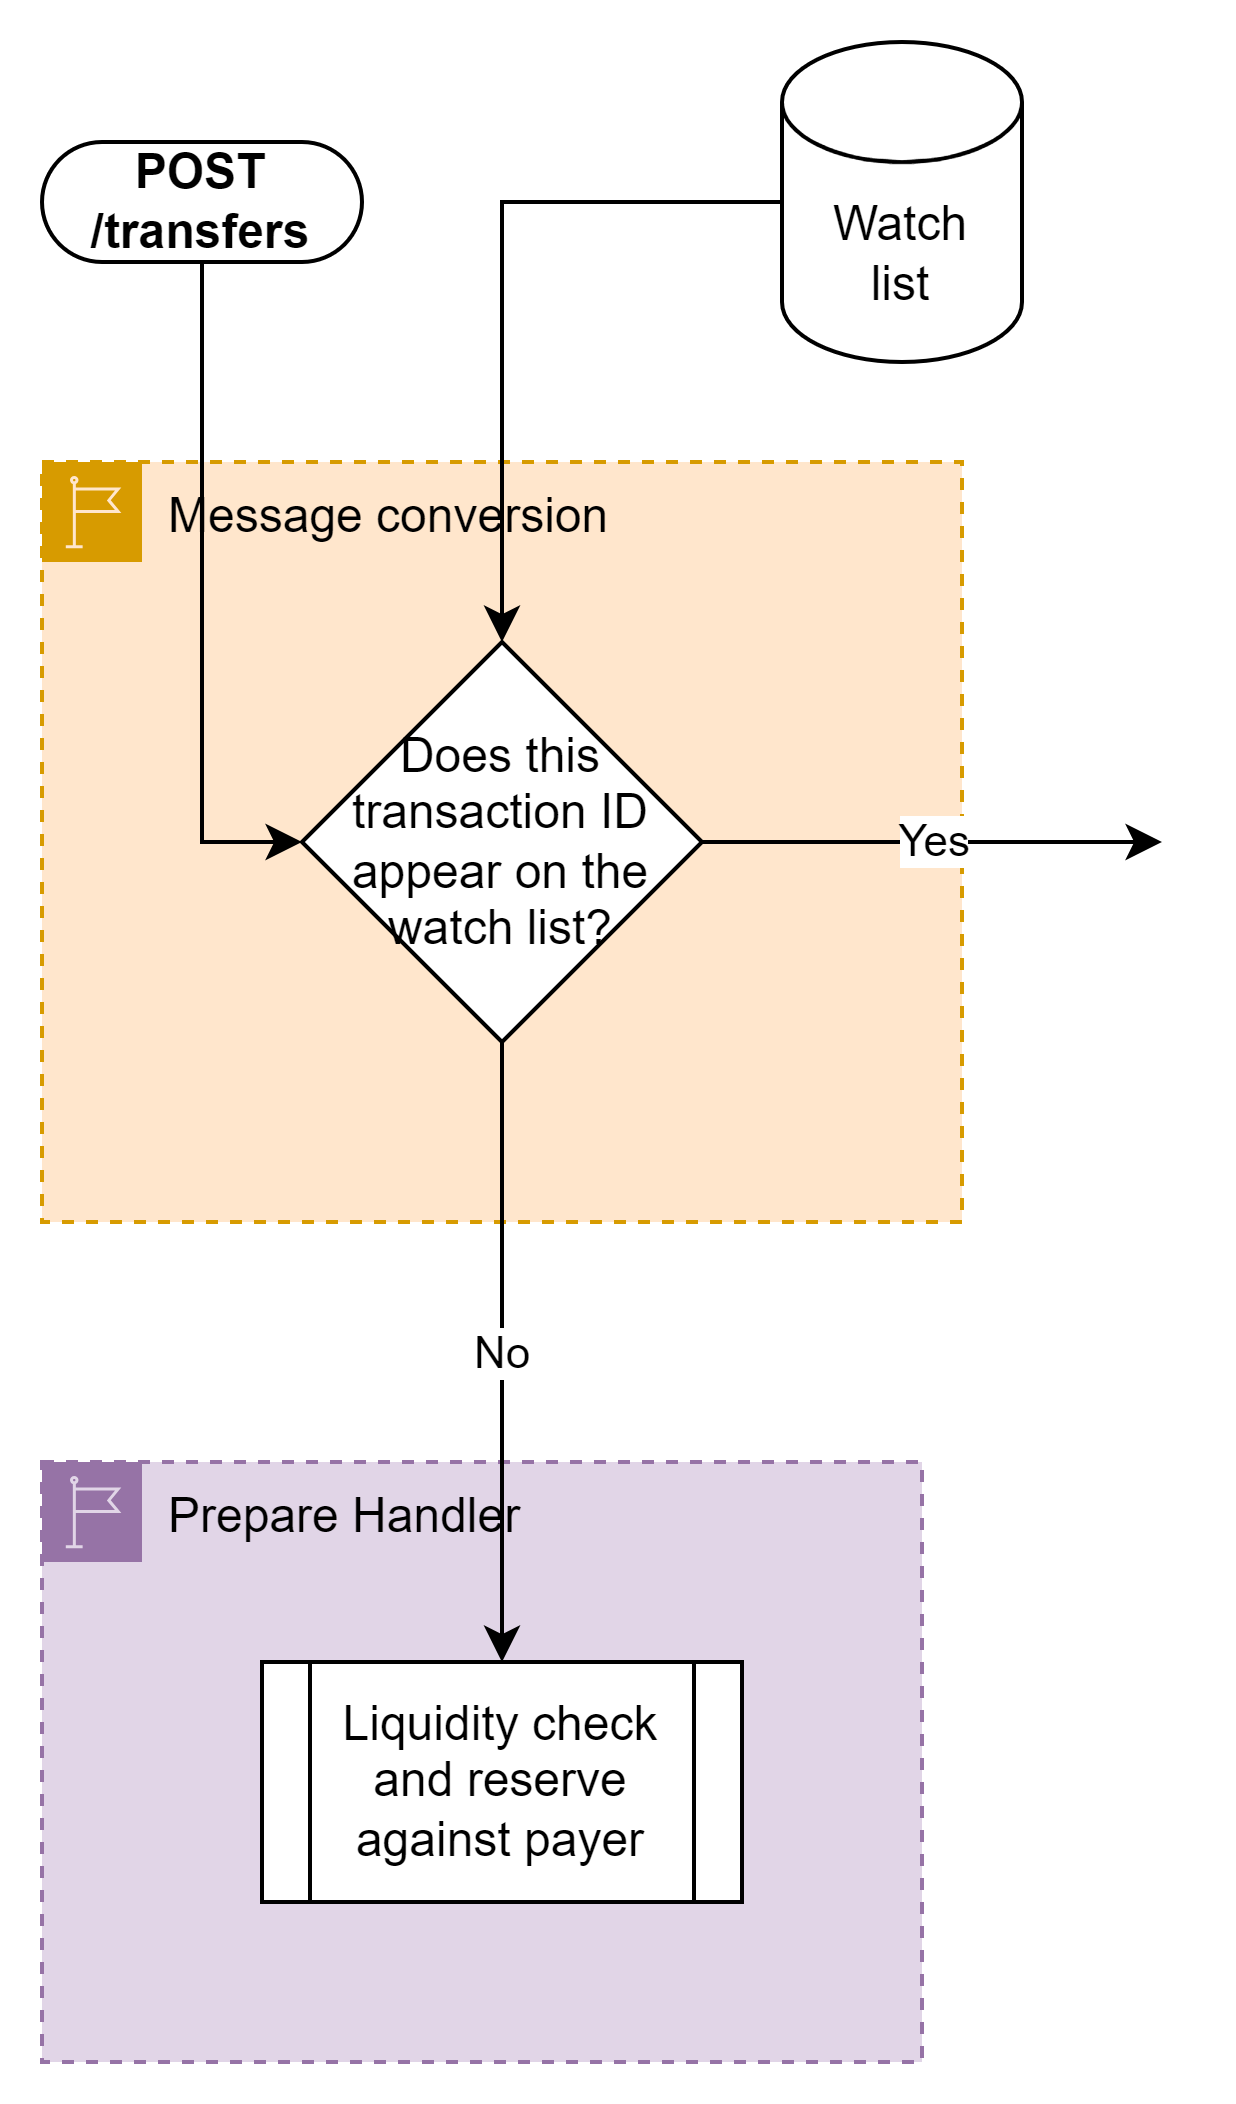 POST
/transfers
Watch
list
Message conversion
Does this
transaction ID
appear on the
watch list?
Yes
No
Prepare Handler
Liquidity check
and reserve
against payer